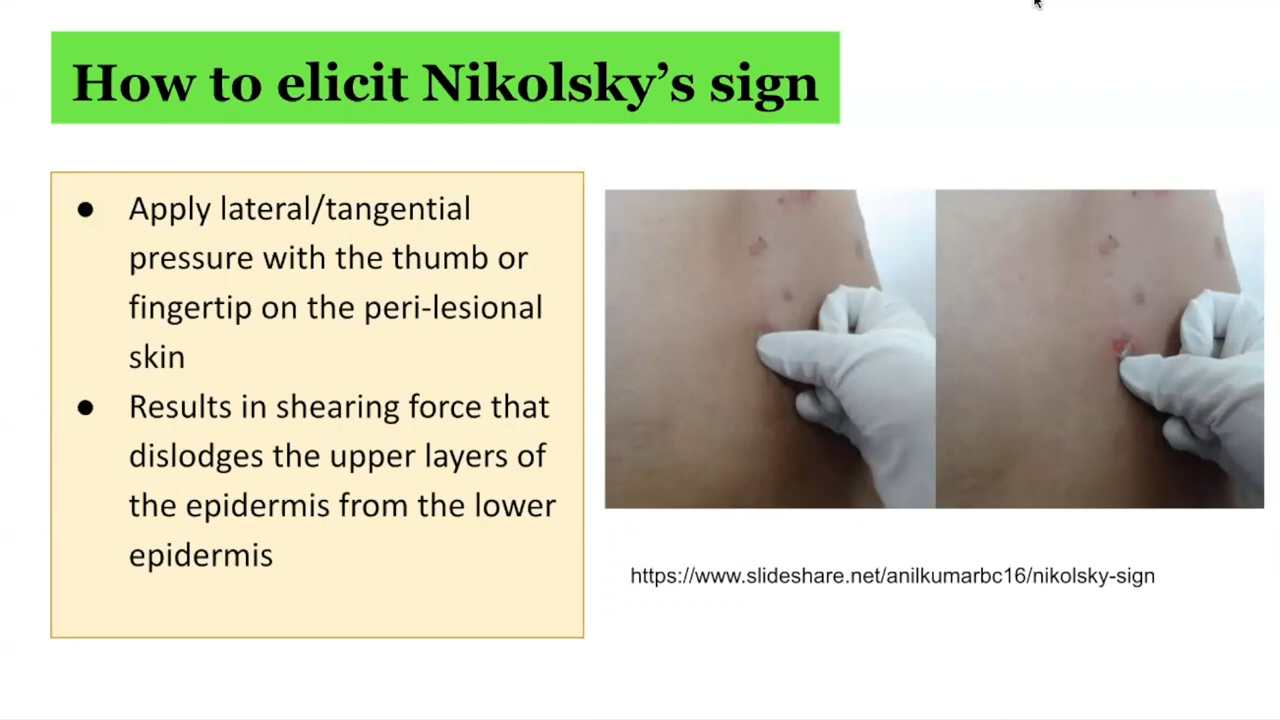 How to elicit Nikolsky’s sign
● Apply lateral/tangential
pressure with the thumb or
fingertip on the peri-lesional
skin
● Results in shearing force that
dislodges the upper layers of
the epidermis from the lower
epidermis
https://www.slideshare.net/anilkumarbc16/nikolsky-sign